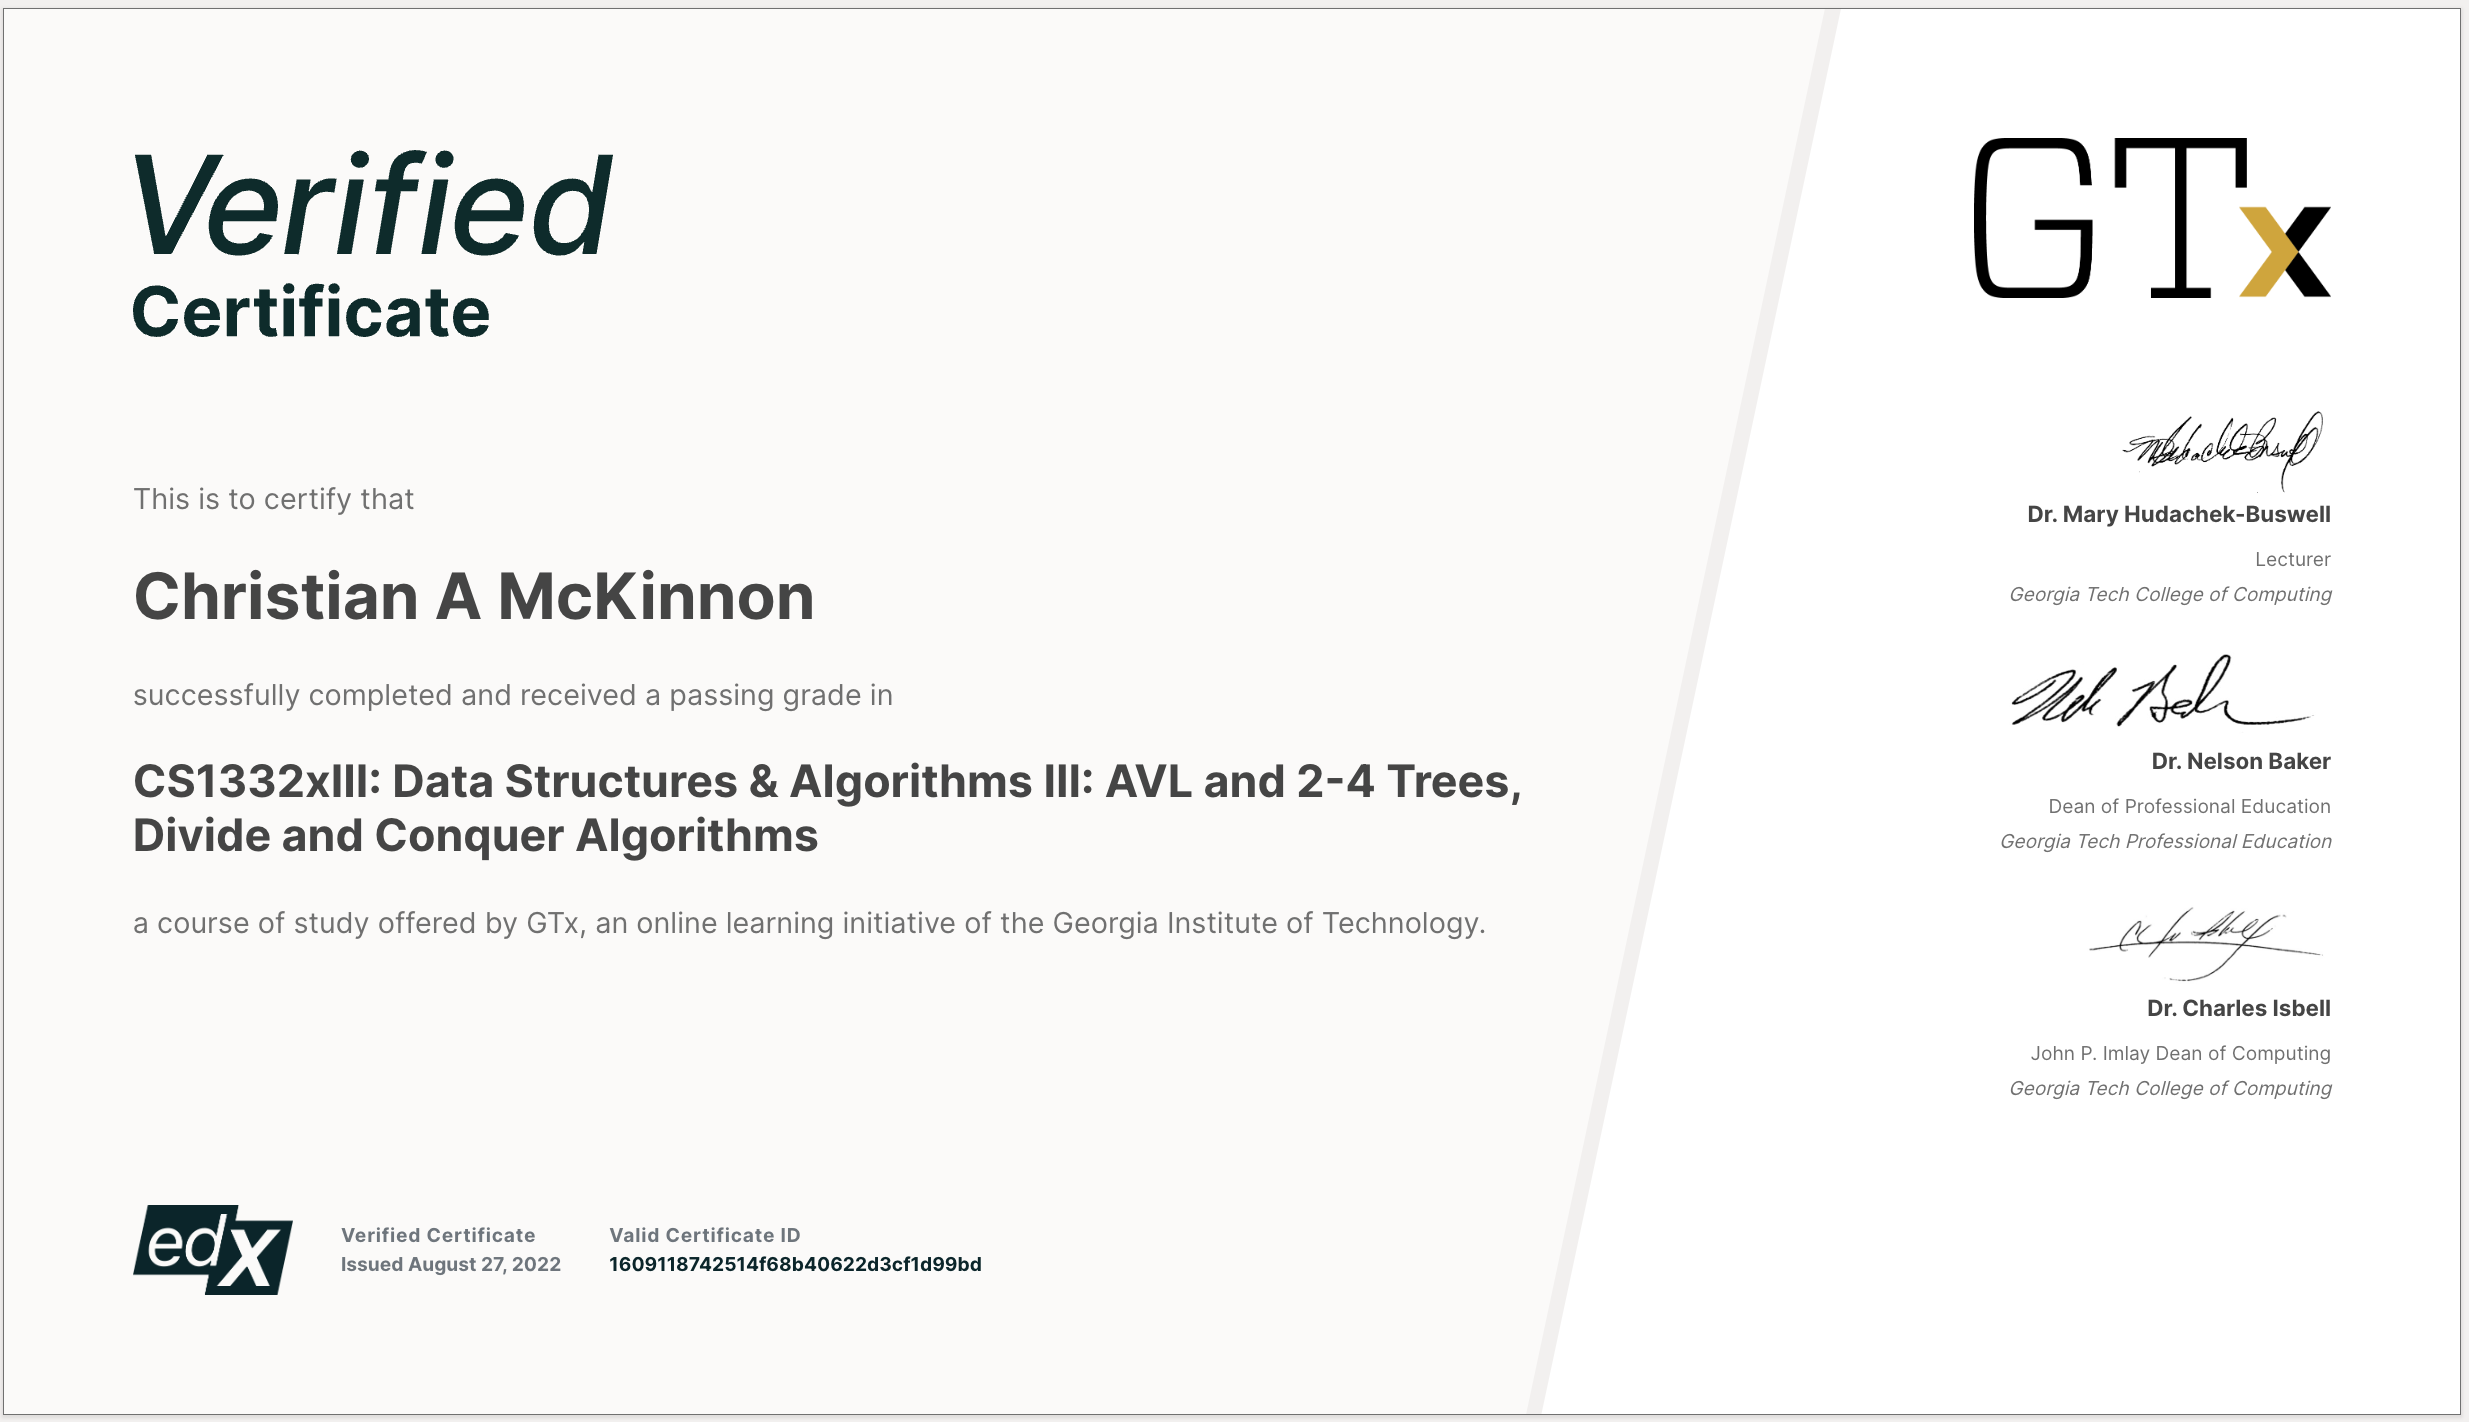 Verified
Certificate
This is to certify that
Christian A McKinnon
successfully completed and received a passing grade in
CS1332xIII: Data Structures & Algorithms III: AVL and 2-4 Trees,
Divide and Conquer Algorithms
a course of study offered by GTx, an online learning initiative of the Georgia Institute of Technology.
edX
Verified Certificate
Issued August 27, 2022
Valid Certificate ID
1609118742514f68b40622d3cf1d99bd
GTx
Dr. Mary Hudachek-Buswell
Lecturer
Georgia Tech College of Computing
Dr. Nelson Baker
Dean of Professional Education
Georgia Tech Professional Education
Dr. Charles Isbell
John P. Imlay Dean of Computing
Georgia Tech College of Computing